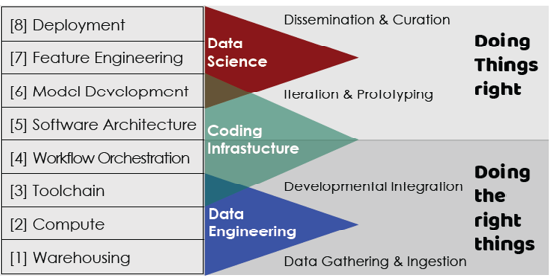 [8] Deployment
[7] Feature Engineering
[6] Model Development
[5] Software Architecture
[4] Workflow Orchestration
[3] Toolchain
[2] Compute
[1] Warehousing
Data
Science
Coding
Infrastucture
Data
Engineering
Dissemination & Curation
Iteration & Prototyping
Developmental Integration
Data Gathering & Ingestion
Doing
Things
right
Doing
the
right
things